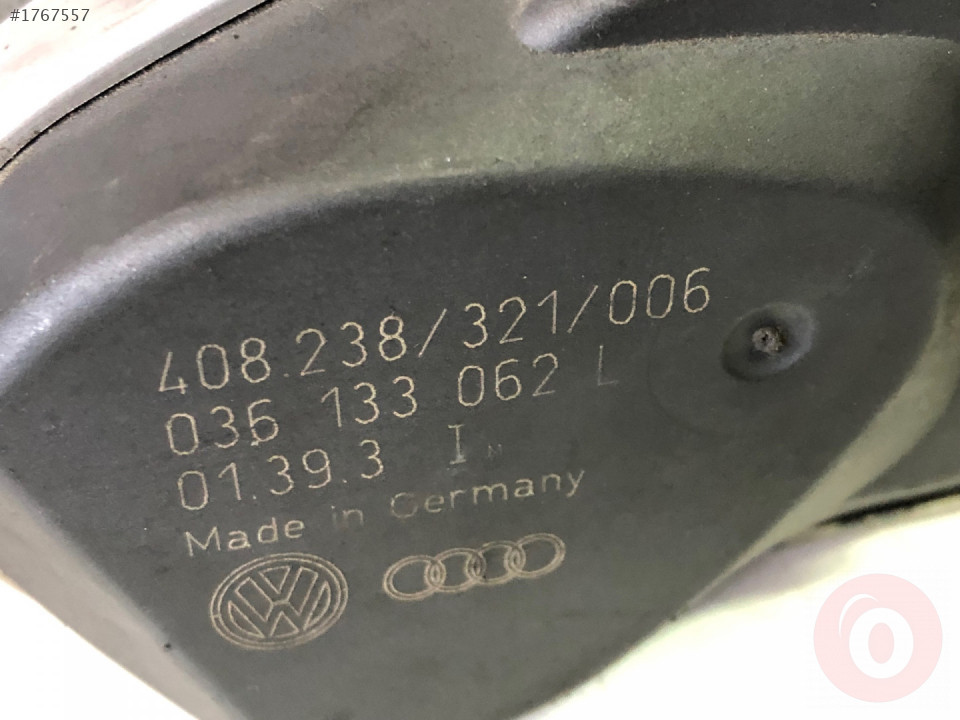 #1767557
408.238/321/006
036 133 062 L
01.39.3 I N
Made in Germany